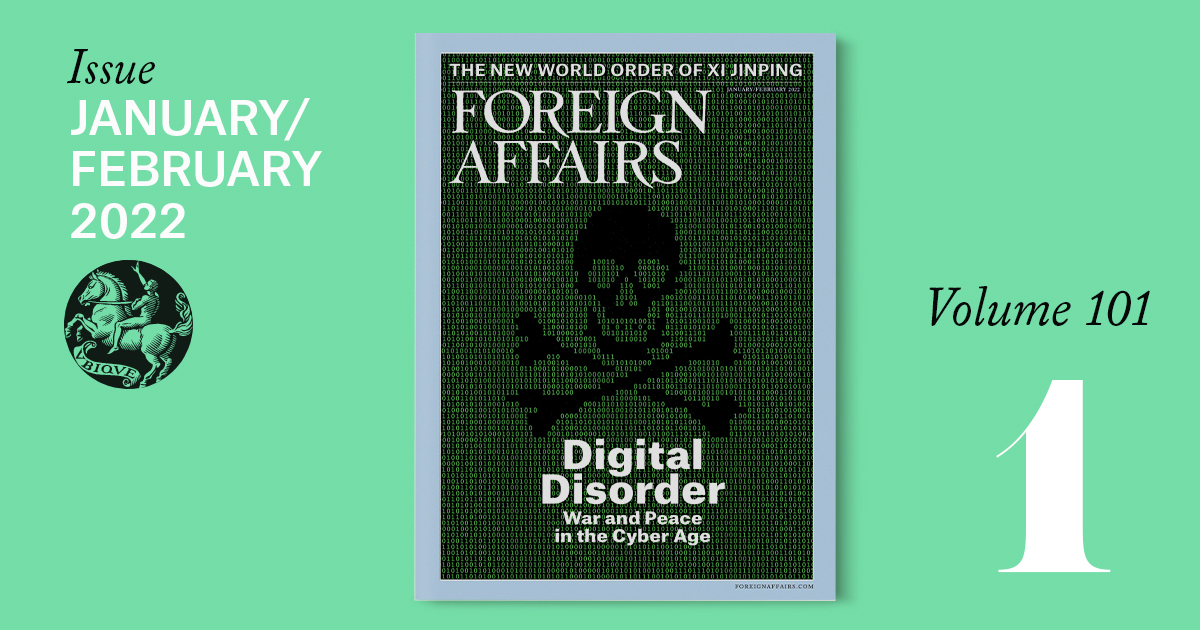 Issue
JANUARY/
FEBRUARY
2022
VBIQVE
THE NEW WORLD ORDER OF XI JINPING
JANUARY/FEBRUARY 2022
FOREIGN
AFFAIRS
Digital
Disorder
War and Peace
in the Cyber Age
FOREIGNAFFAIRS.COM
Volume 101
1